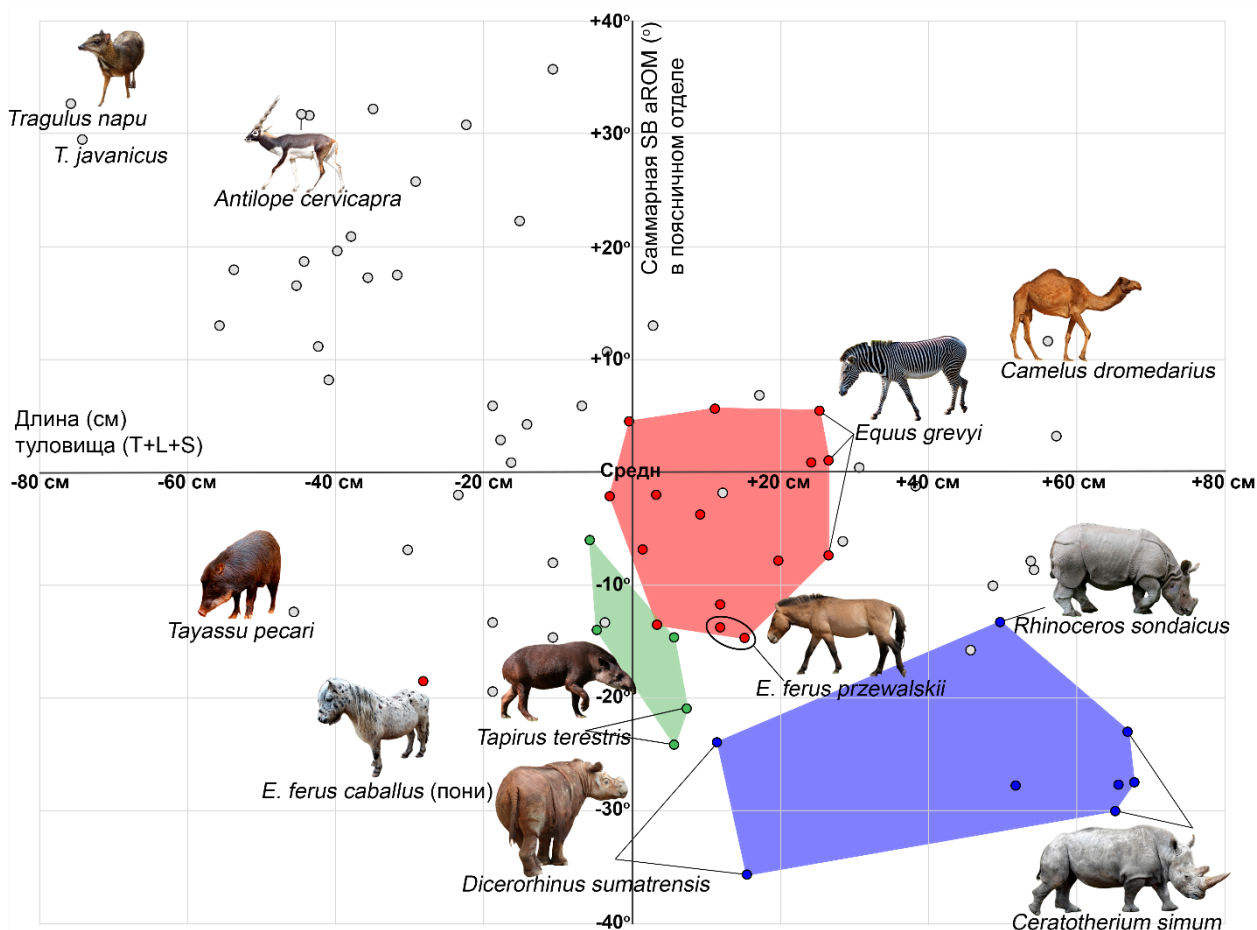 +40°
Саммарная SB aROM (°)
в поясничном отделе
Tragulus napu
+30°
T. javanicus
Antilope cervicapra
+20°
+10°
Camelus dromedarius
Длина (см)
туловища (T+L+S)
Equus grevyi
Средн
-80 см
-60 см
-40 см
-20 см
+20 см
+40 см
+60 см
+80 см
-10°
Tayassu pecari
Rhinoceros sondaicus
E. ferus przewalskii
-20°
Tapirus terestris
E. ferus caballus (пони)
-30°
Dicerorhinus sumatrensis
Ceratotherium simum
-40°